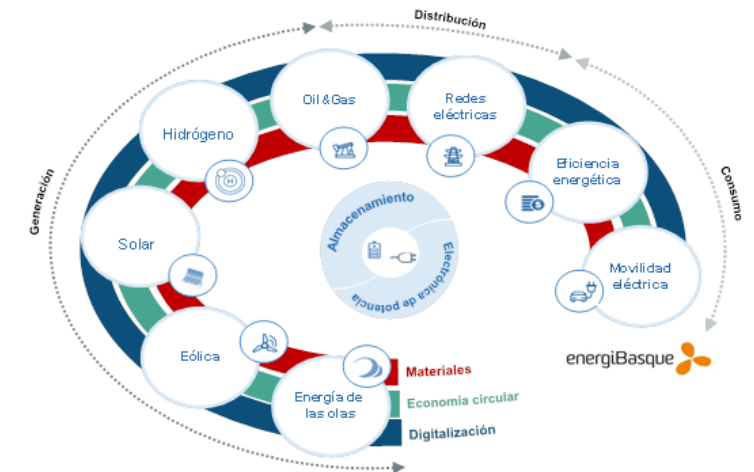 Distribución
Generación
Consumo
Oil &Gas
Redes
eléctricas
Hidrógeno
H
Eficiencia
energética
$
Solar
Almacenamiento
Electrónica de potencia
Movilidad
eléctrica
Eólica
energiBasque
Energía de
las olas
Materiales
Economía circular
Digitalización